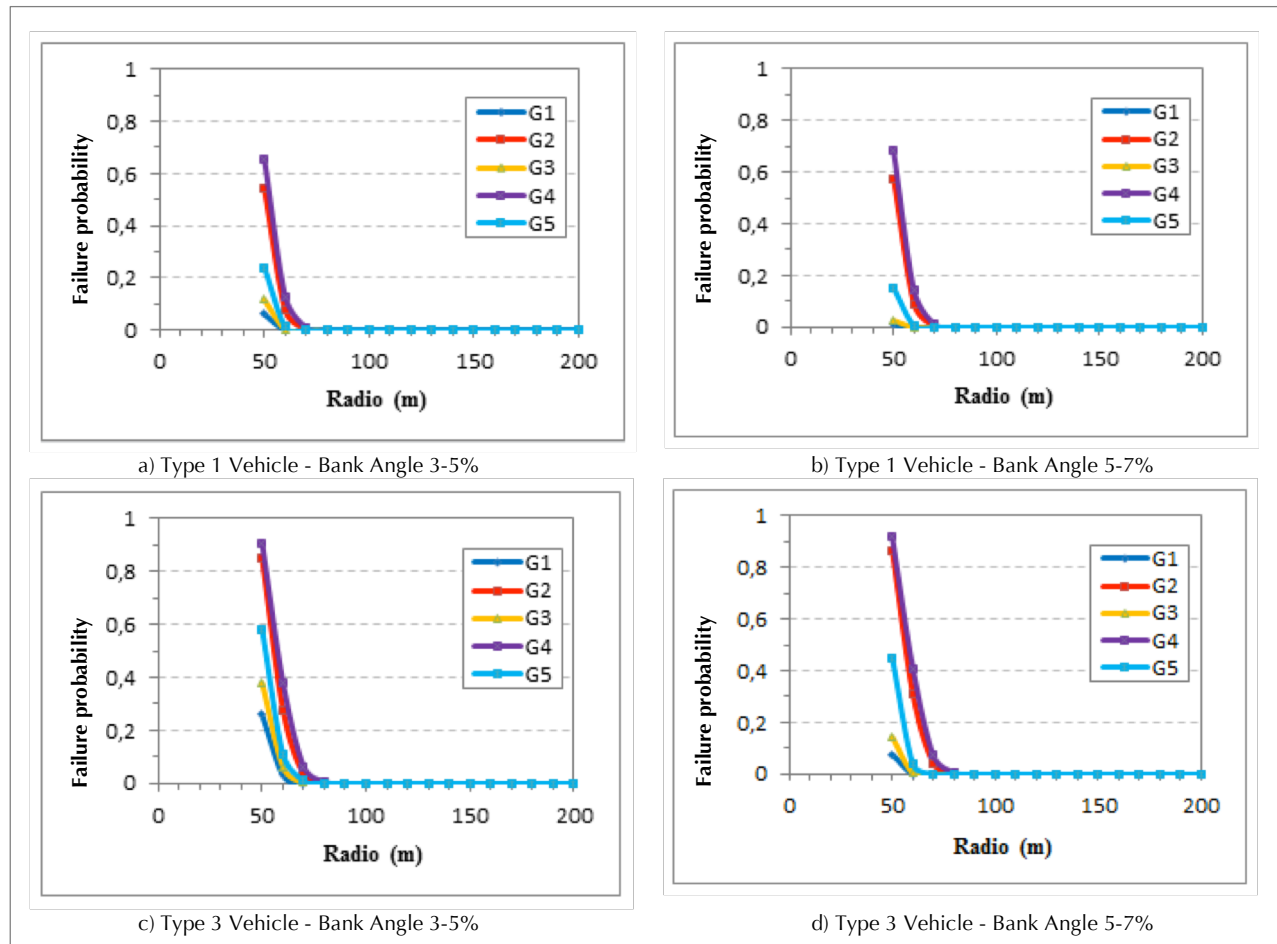 1
0,8
0,6
0,4
0,2
0
Failure probability
G1
G2
G3
G4
G5
0 50 100 150 200
Radio (m)
a) Type 1 Vehicle - Bank Angle 3-5%
1
0,8
0,6
0,4
0,2
0
Failure probability
G1
G2
G3
G4
G5
0 50 100 150 200
Radio (m)
b) Type 1 Vehicle - Bank Angle 5-7%
1
0,8
0,6
0,4
0,2
0
Failure probability
G1
G2
G3
G4
G5
0 50 100 150 200
Radio (m)
c) Type 3 Vehicle - Bank Angle 3-5%
1
0,8
0,6
0,4
0,2
0
Failure probability
G1
G2
G3
G4
G5
0 50 100 150 200
Radio (m)
d) Type 3 Vehicle - Bank Angle 5-7%